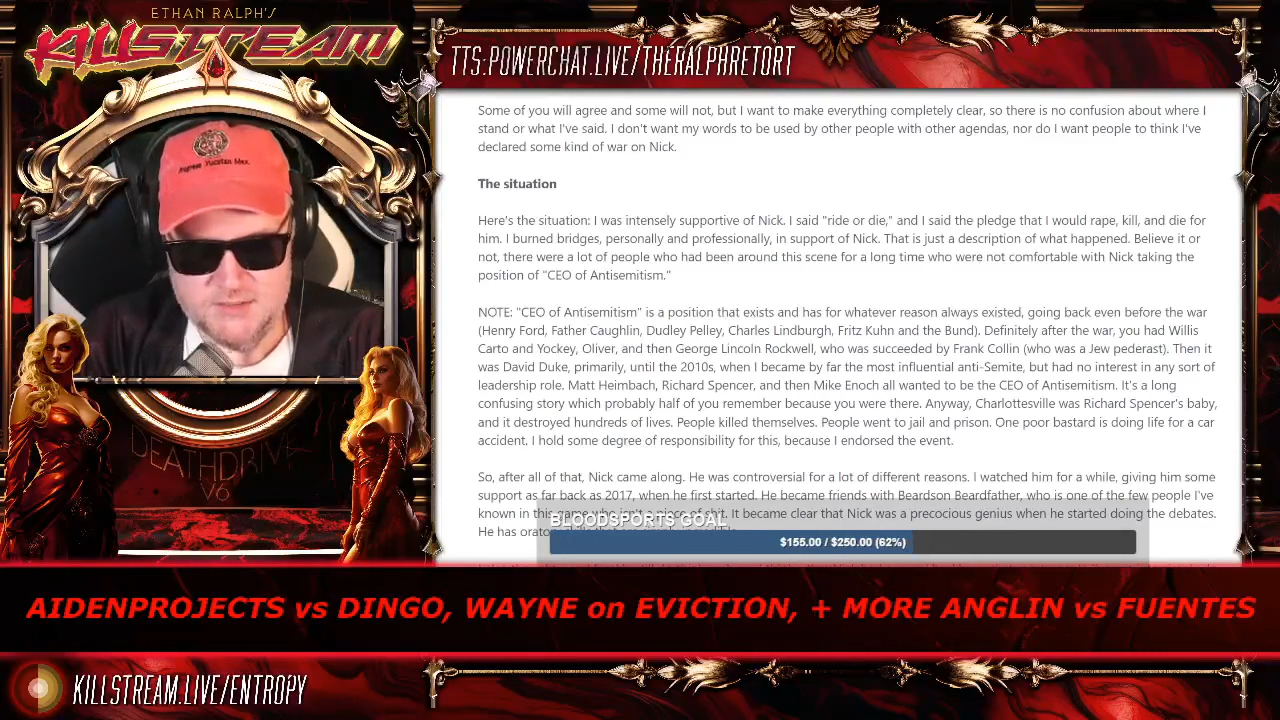 ETHAN RALPH'S
KILLSTREAM
TTS:POWERCHAT.LIVE/THERALPHRETORT
Some of you will agree and some will not, but I want to make everything completely clear, so there is no confusion about where I
stand or what I've said. I don't want my words to be used by other people with other agendas, nor do I want people to think I've
declared some kind of war on Nick.
The situation
Here's the situation: I was intensely supportive of Nick. I said "ride or die," and I said the pledge that I would rape, kill, and die for
him. I burned bridges, personally and professionally, in support of Nick. That is just a description of what happened. Believe it or
not, there were a lot of people who had been around this scene for a long time who were not comfortable with Nick taking the
position of "CEO of Antisemitism."
NOTE: "CEO of Antisemitism" is a position that exists and has for whatever reason always existed, going back even before the war
(Henry Ford, Father Caughlin, Dudley Pelley, Charles Lindburgh, Fritz Kuhn and the Bund). Definitely after the war, you had Willis
Carto and Yockey, Oliver, and then George Lincoln Rockwell, who was succeeded by Frank Collin (who was a Jew pederast). Then it
was David Duke, primarily, until the 2010s, when I became by far the most influential anti-Semite, but had no interest in any sort of
leadership role. Matt Heimbach, Richard Spencer, and then Mike Enoch all wanted to be the CEO of Antisemitism. It's a long
confusing story which probably half of you remember because you were there. Anyway, Charlottesville was Richard Spencer's baby,
and it destroyed hundreds of lives. People killed themselves. People went to jail and prison. One poor bastard is doing life for a car
accident. I hold some degree of responsibility for this, because I endorsed the event.
So, after all of that, Nick came along. He was controversial for a lot of different reasons. I watched him for a while, giving him some
support as far back as 2017, when he first started. He became friends with Beardson Beardfather, who is one of the few people I've
known in this game who isn't a piece of shit. It became clear that Nick was a precocious genius when he started doing the debates.
He has
BLOODSPORTS GOAL
$155.00 / $250.00 (62%)
DEATHDRIVE
V6
AIDENPROJECTS vs DINGO, WAYNE on EVICTION, + MORE ANGLIN vs FUENTES
KILLSTREAM.LIVE/ENTROPY